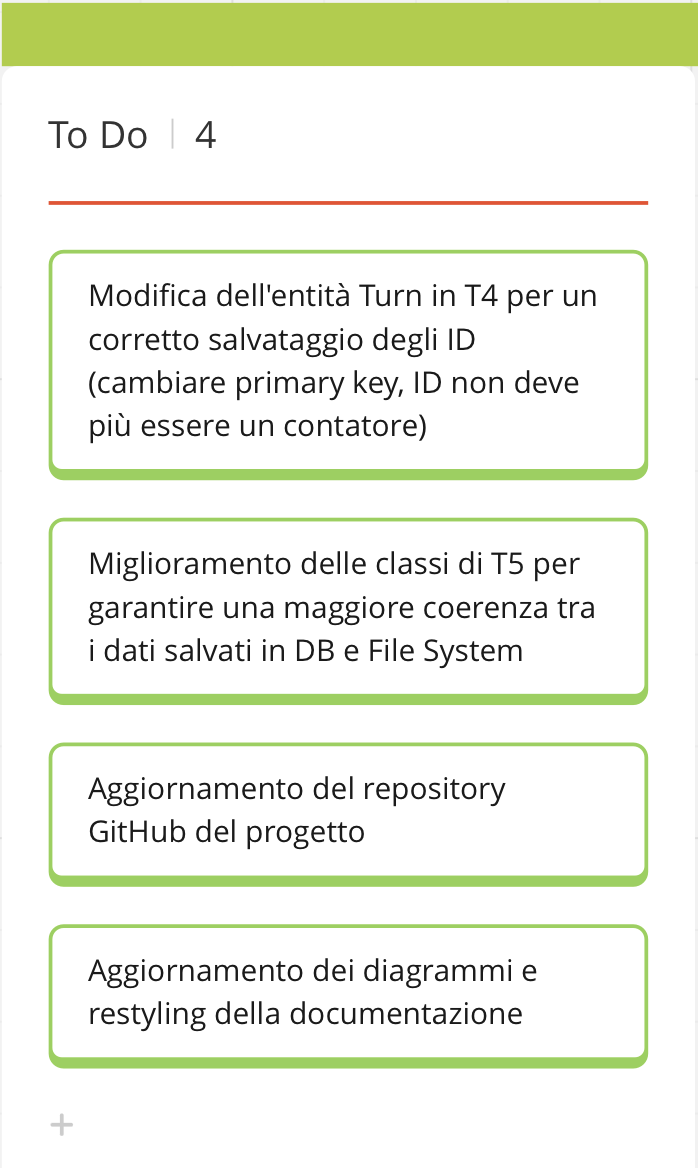 To Do | 4
Modifica dell'entità Turn in T4 per un
corretto salvataggio degli ID
(cambiare primary key, ID non deve
più essere un contatore)
Miglioramento delle classi di T5 per
garantire una maggiore coerenza tra
i dati salvati in DB e File System
Aggiornamento del repository
GitHub del progetto
Aggiornamento dei diagrammi e
restyling della documentazione
+